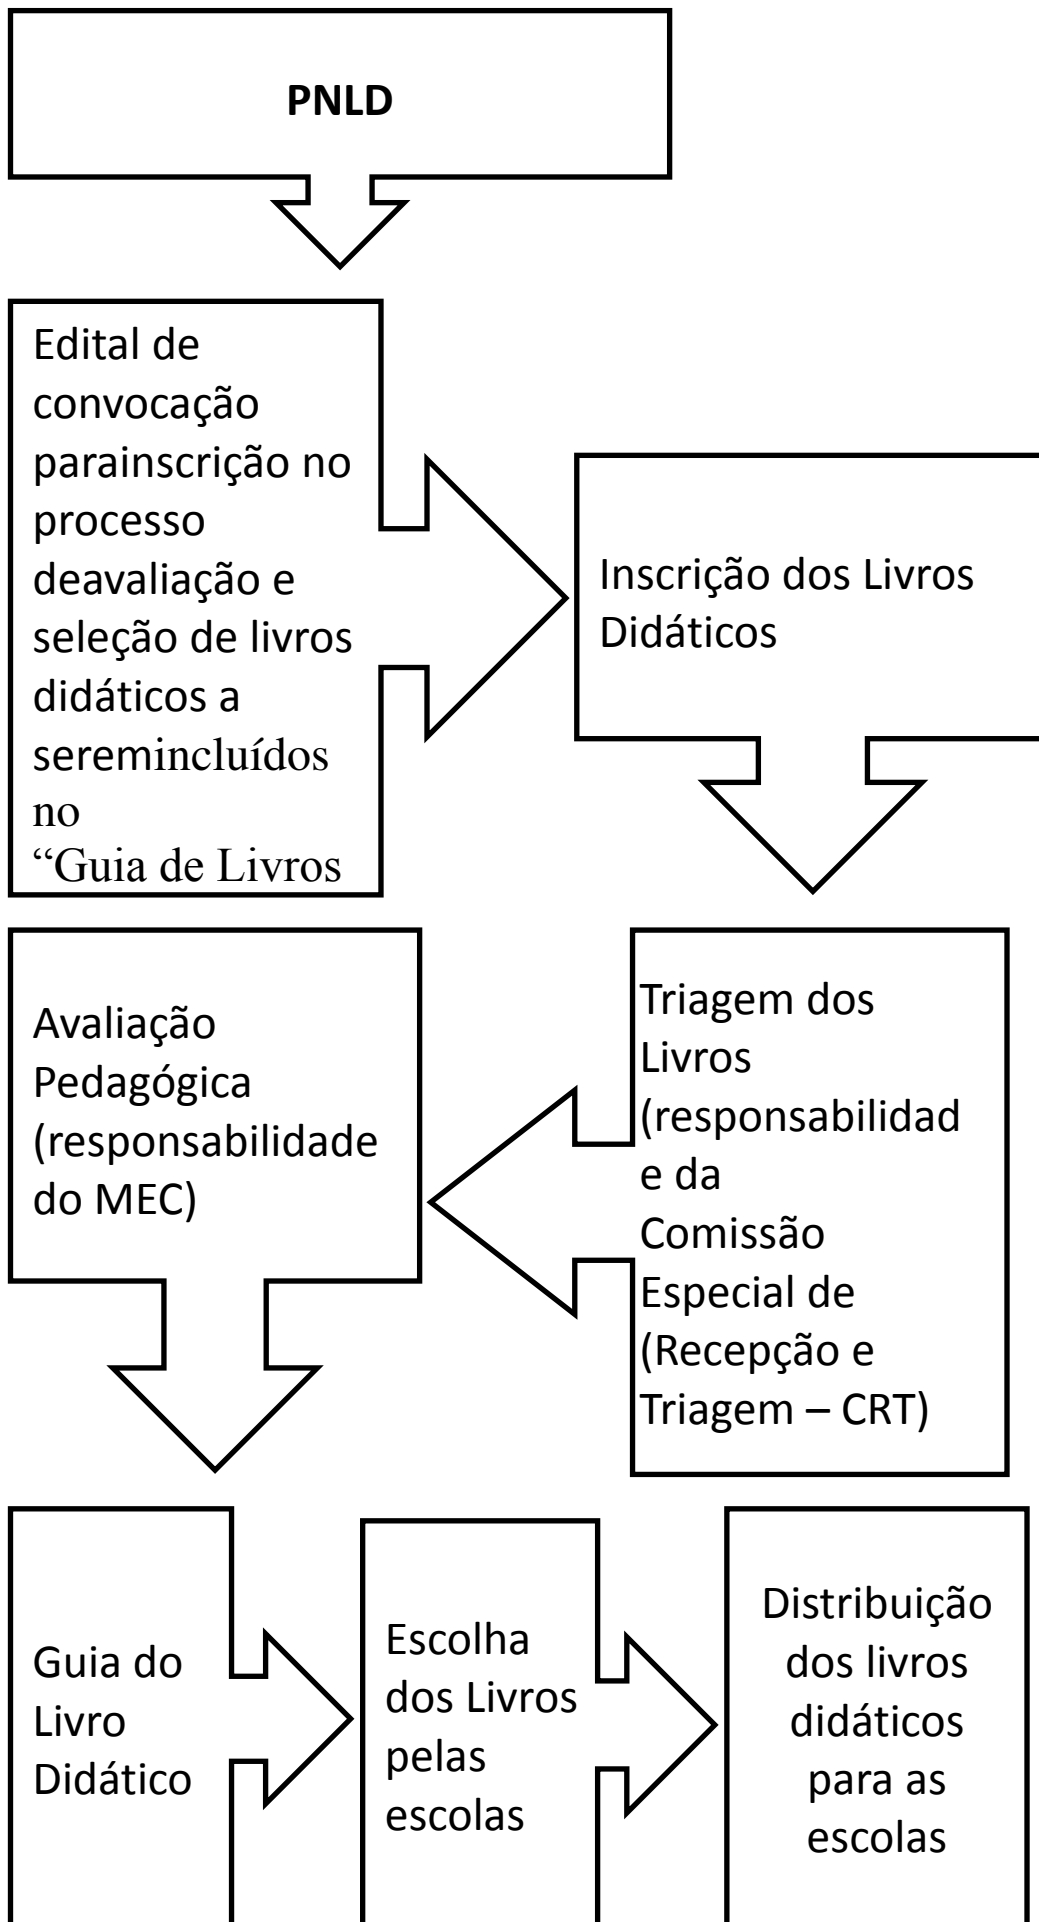 PNLD
Edital de
convocação
parainscrição no
processo
deavaliação e
seleção de livros
didáticos a
seremincluídos
no
“Guia de Livros
Inscrição dos Livros
Didáticos
Triagem dos
Livros
(responsabilidad
e da
Comissão
Especial de
(Recepção e
Triagem – CRT)
Avaliação
Pedagógica
(responsabilidade
do MEC)
Guia do
Livro
Didático
Escolha
dos Livros
pelas
escolas
Distribuição
dos livros
didáticos
para as
escolas